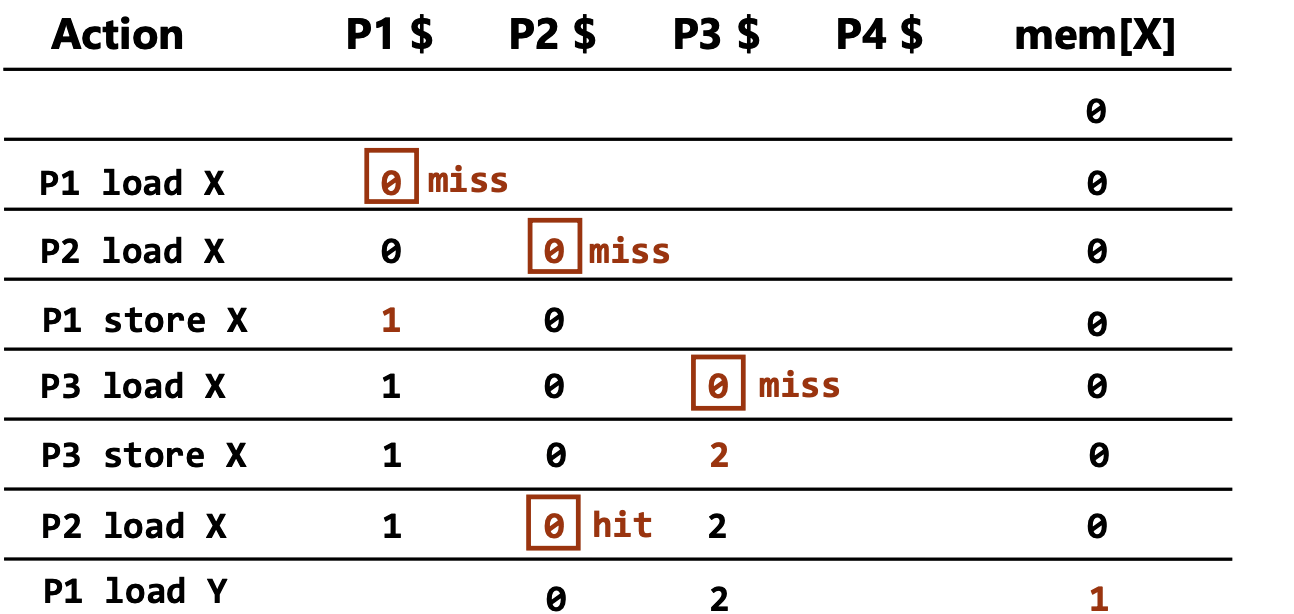 Action P1 $ P2 $ P3 $ P4 $ mem[X]
0
P1 load X 0 miss 0
P2 load X 0 0 miss 0
P1 store X 1 0 0
P3 load X 1 0 0 miss 0
P3 store X 1 0 2 0
P2 load X 1 0 hit 2 0
P1 load Y 0 2 1